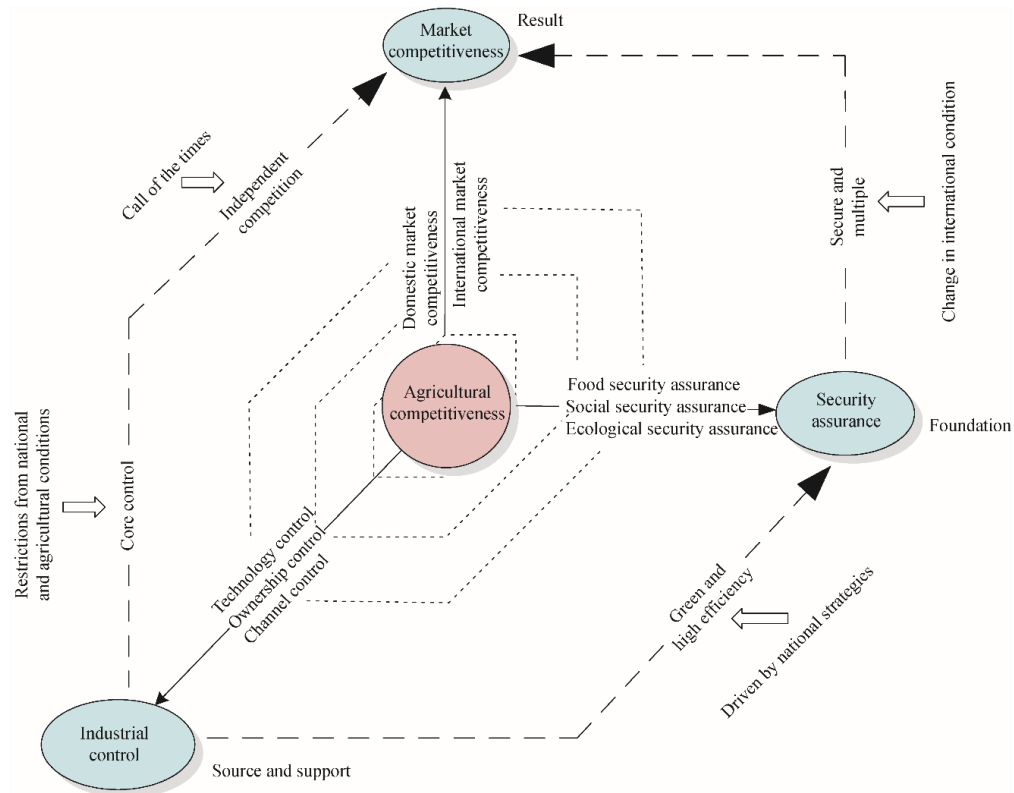 Market
competitiveness
Result
Call of the times
Independent
competition
Domestic market
competitiveness
International market
competitiveness
Secure and
multiple
Change in international condition
Agricultural
competitiveness
Food security assurance
Social security assurance
Ecological security assurance
Security
assurance
Foundation
Restrictions from national
and agricultural conditions
Core control
Technology control
Ownership control
Channel control
Green and
high efficiency
Driven by national strategies
Industrial
control
Source and support